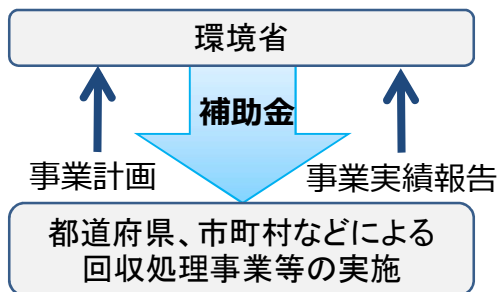 環境省
補助金
事業計画
事業実績報告
都道府県、市町村などによる
回収処理事業等の実施